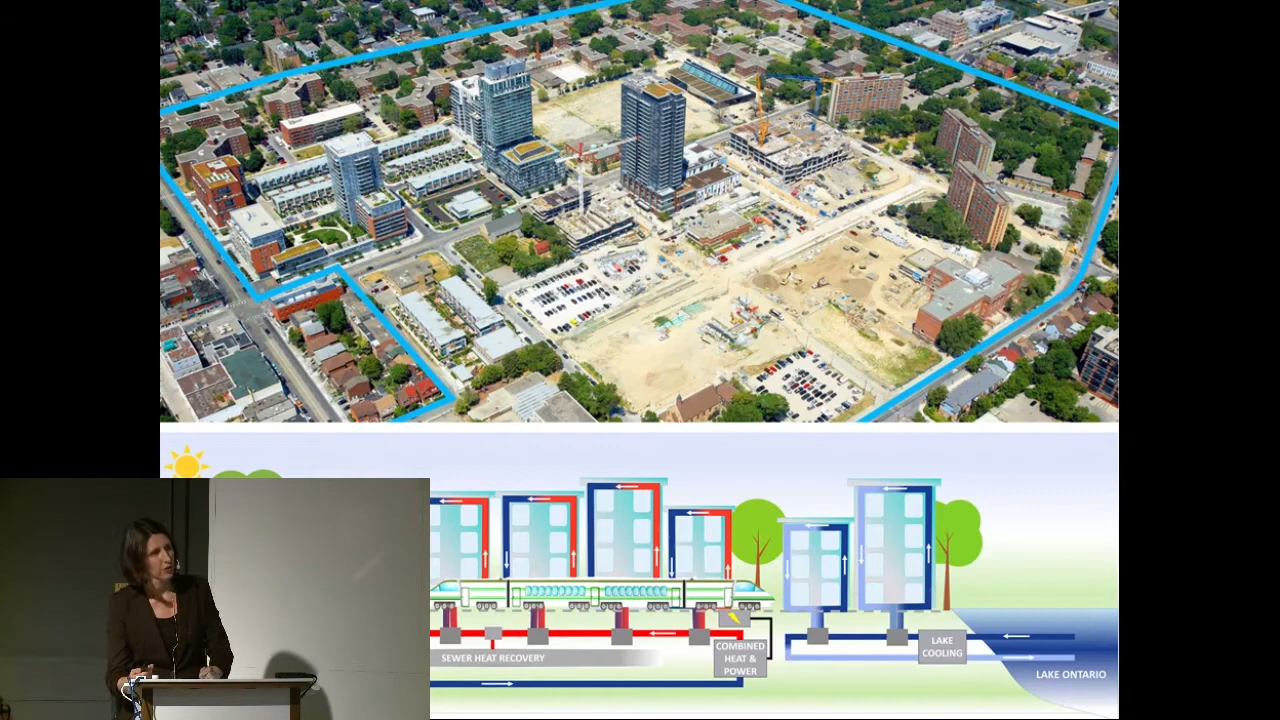 SEWER HEAT RECOVERY
COMBINED
HEAT &
POWER
LAKE
COOLING
LAKE ONTARIO